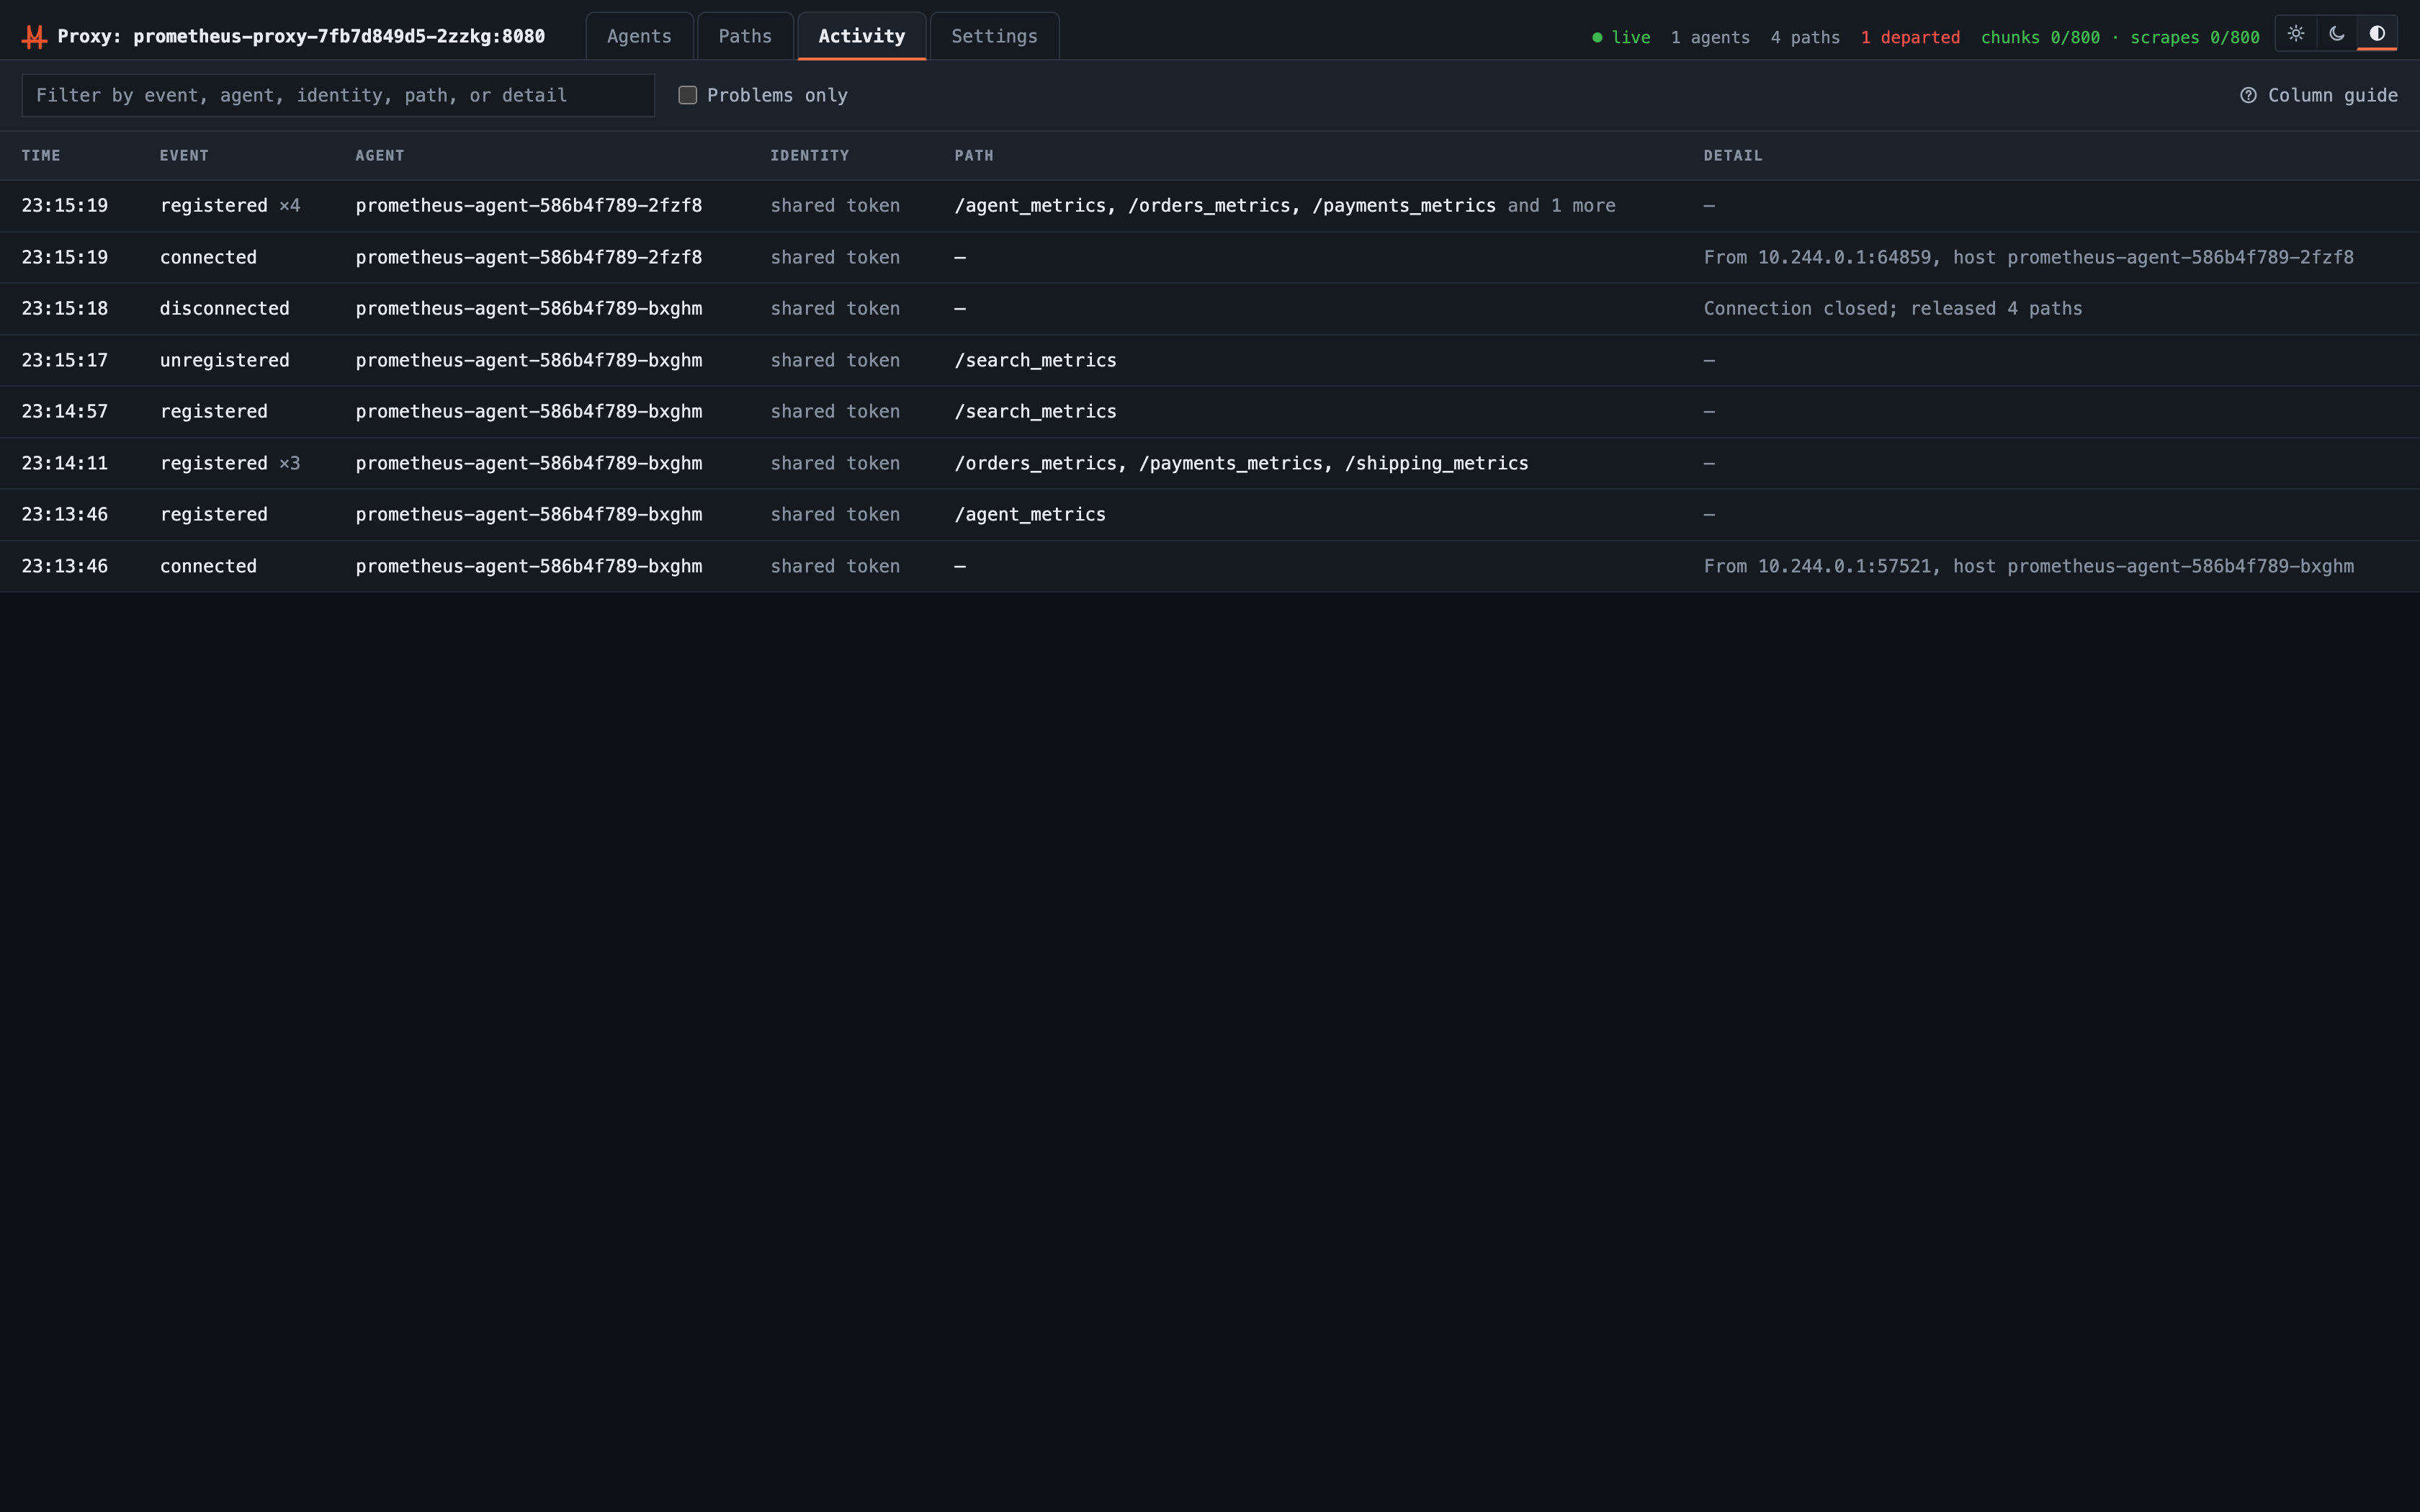 Proxy: prometheus-proxy-7fb7d849d5-2zzkg:8080 Agents Paths Activity Settings live 1 agents 4 paths 1 departed chunks 0/800 · scrapes 0/800
Filter by event, agent, identity, path, or detail Problems only Column guide
TIME EVENT AGENT IDENTITY PATH DETAIL
23:15:19 registered ×4 prometheus-agent-586b4f789-2fzf8 shared token /agent_metrics, /orders_metrics, /payments_metrics and 1 more —
23:15:19 connected prometheus-agent-586b4f789-2fzf8 shared token — From 10.244.0.1:64859, host prometheus-agent-586b4f789-2fzf8
23:15:18 disconnected prometheus-agent-586b4f789-bxghm shared token — Connection closed; released 4 paths
23:15:17 unregistered prometheus-agent-586b4f789-bxghm shared token /search_metrics —
23:14:57 registered prometheus-agent-586b4f789-bxghm shared token /search_metrics —
23:14:11 registered ×3 prometheus-agent-586b4f789-bxghm shared token /orders_metrics, /payments_metrics, /shipping_metrics —
23:13:46 registered prometheus-agent-586b4f789-bxghm shared token /agent_metrics —
23:13:46 connected prometheus-agent-586b4f789-bxghm shared token — From 10.244.0.1:57521, host prometheus-agent-586b4f789-bxghm